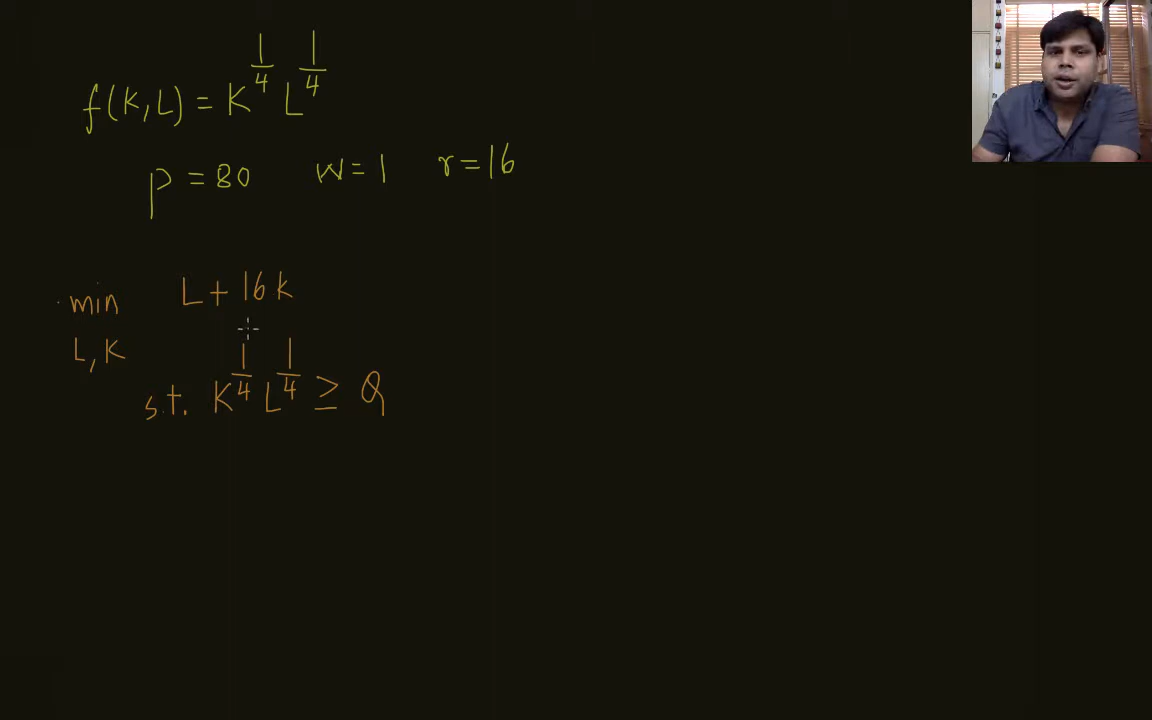 f(K,L) = K^{1/4} L^{1/4}
p = 80 w = 1 r = 16
min L + 16K
L,K
s.t. K^{1/4} L^{1/4} ≥ Q